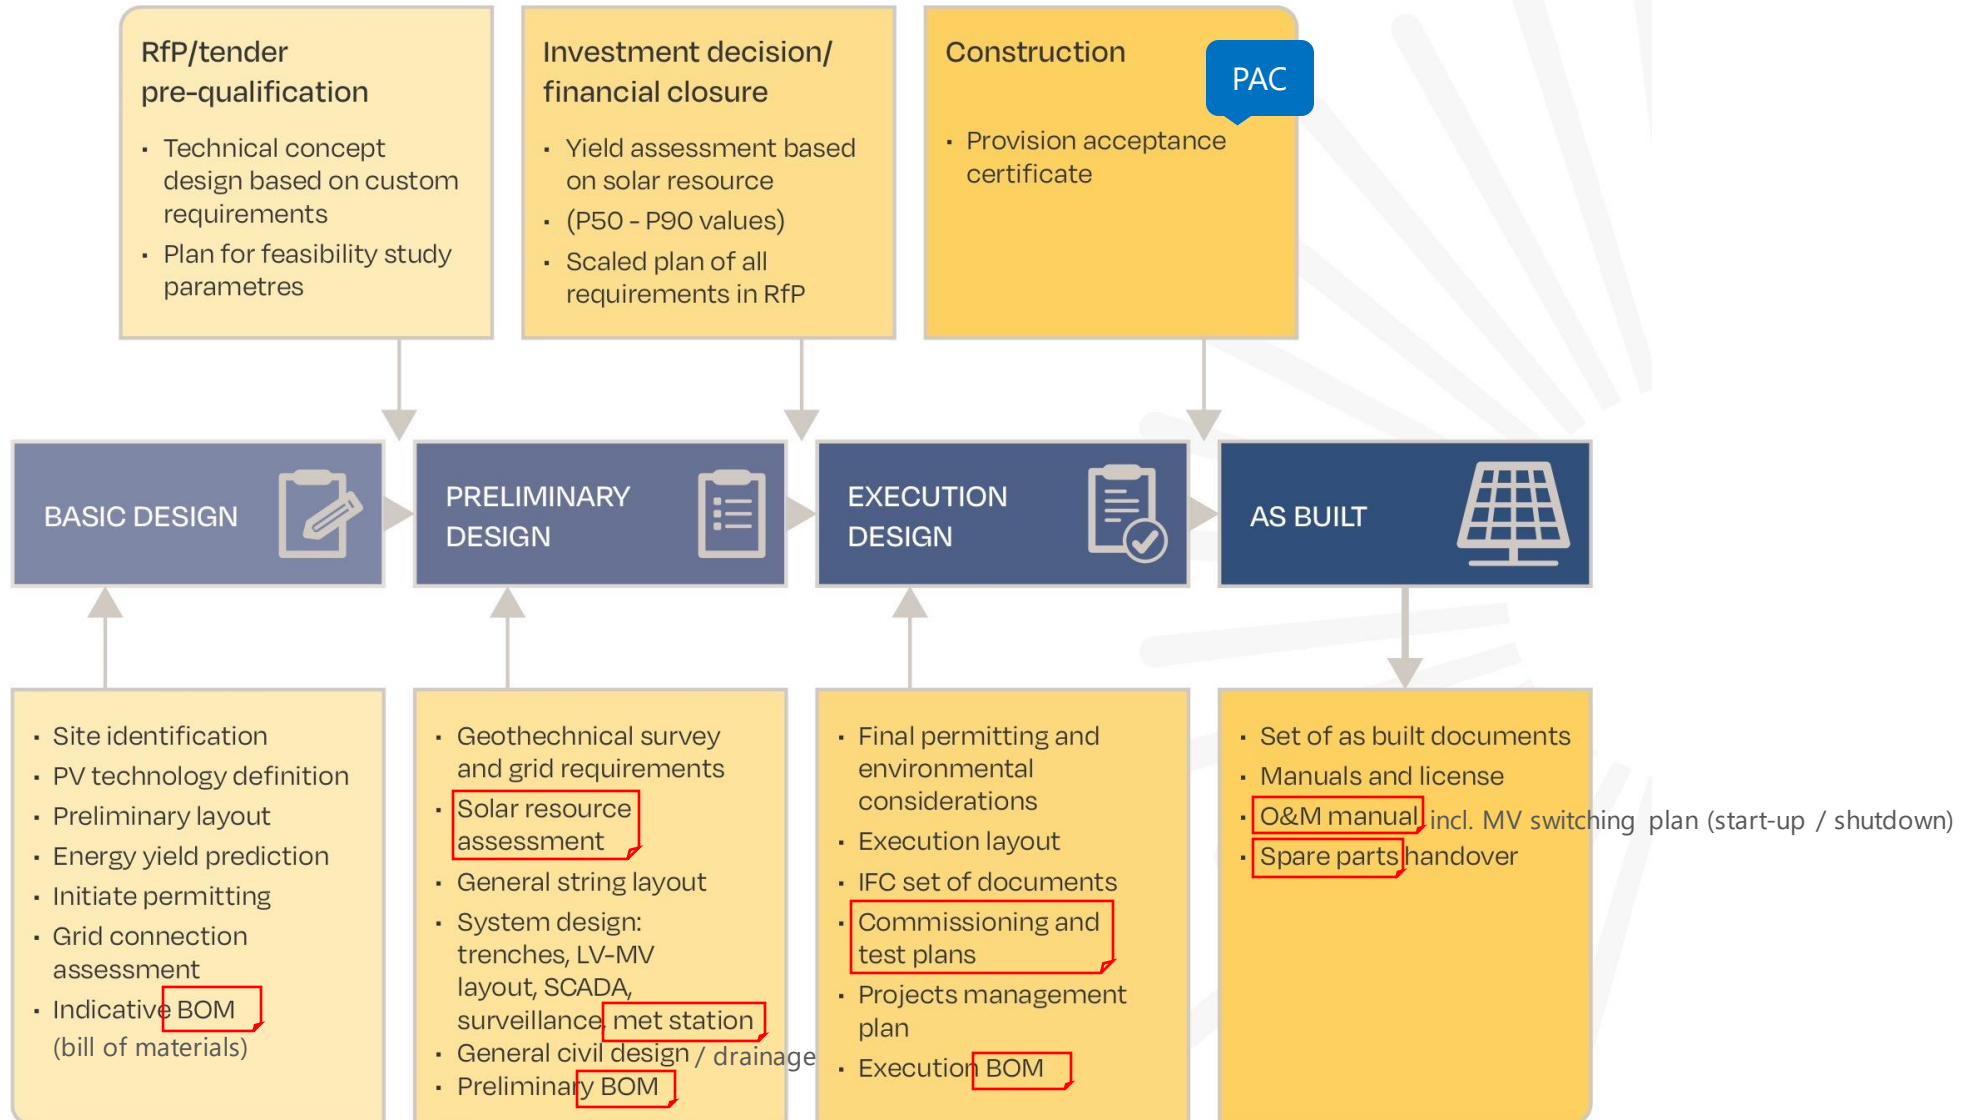 RfP/tender
pre-qualification
· Technical concept
design based on custom
requirements
· Plan for feasibility study
parametres
Investment decision/
financial closure
· Yield assessment based
on solar resource
· (P50 - P90 values)
· Scaled plan of all
requirements in RfP
Construction
PAC
· Provision acceptance
certificate
BASIC DESIGN
PRELIMINARY
DESIGN
EXECUTION
DESIGN
AS BUILT
· Site identification
· PV technology definition
· Preliminary layout
· Energy yield prediction
· Initiate permitting
· Grid connection
assessment
· Indicative BOM
(bill of materials)
· Geothechnical survey
and grid requirements
· Solar resource
assessment
· General string layout
· System design:
trenches, LV-MV
layout, SCADA,
surveillance, met station
· General civil design / drainage
· Preliminary BOM
· Final permitting and
environmental
considerations
· Execution layout
· IFC set of documents
· Commissioning and
test plans
· Projects management
plan
· Execution BOM
· Set of as built documents
· Manuals and license
· O&M manual incl. MV switching plan (start-up / shutdown)
· Spare parts handover